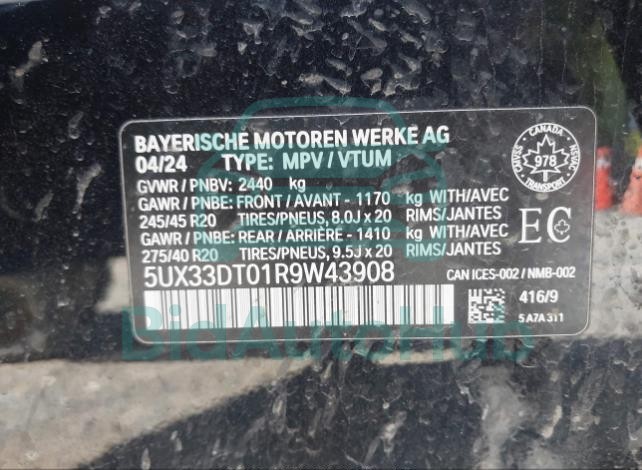 BAYERISCHE MOTOREN WERKE AG
04/24 TYPE: MPV / VTUM
GVWR / PNBV: 2440 kg
GAWR / PNBE: FRONT / AVANT - 1170 kg WITH/AVEC
245/45 R20 TIRES/PNEUS, 8.0J x 20 RIMS/JANTES
GAWR / PNBE: REAR / ARRIÈRE - 1410 kg WITH/AVEC
275/40 R20 TIRES/PNEUS, 9.5J x 20 RIMS/JANTES
5UX33DT01R9W43908
CANADA
978
TRANSPORT
EC
CAN ICES-002 / NMB-002
416/9
5A7A311
BidAutoHub